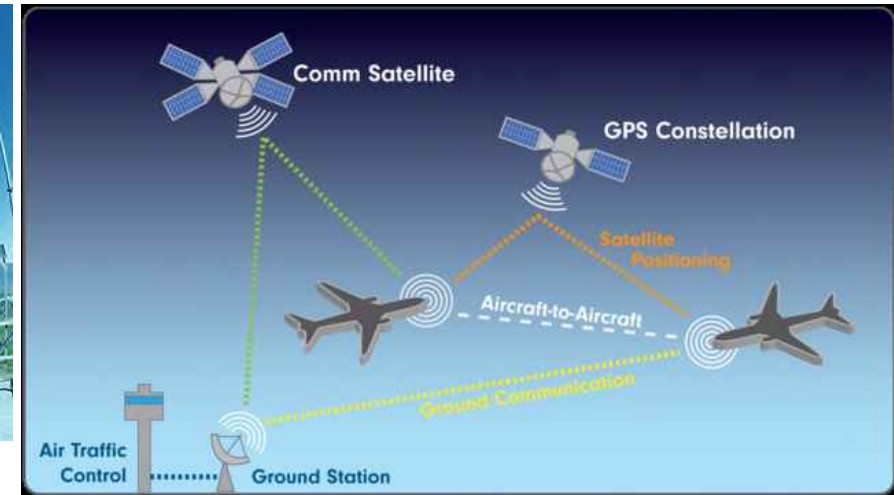 Comm Satellite
GPS Constellation
Satellite
Positioning
Aircraft-to-Aircraft
Ground Communication
Air Traffic
Control
Ground Station